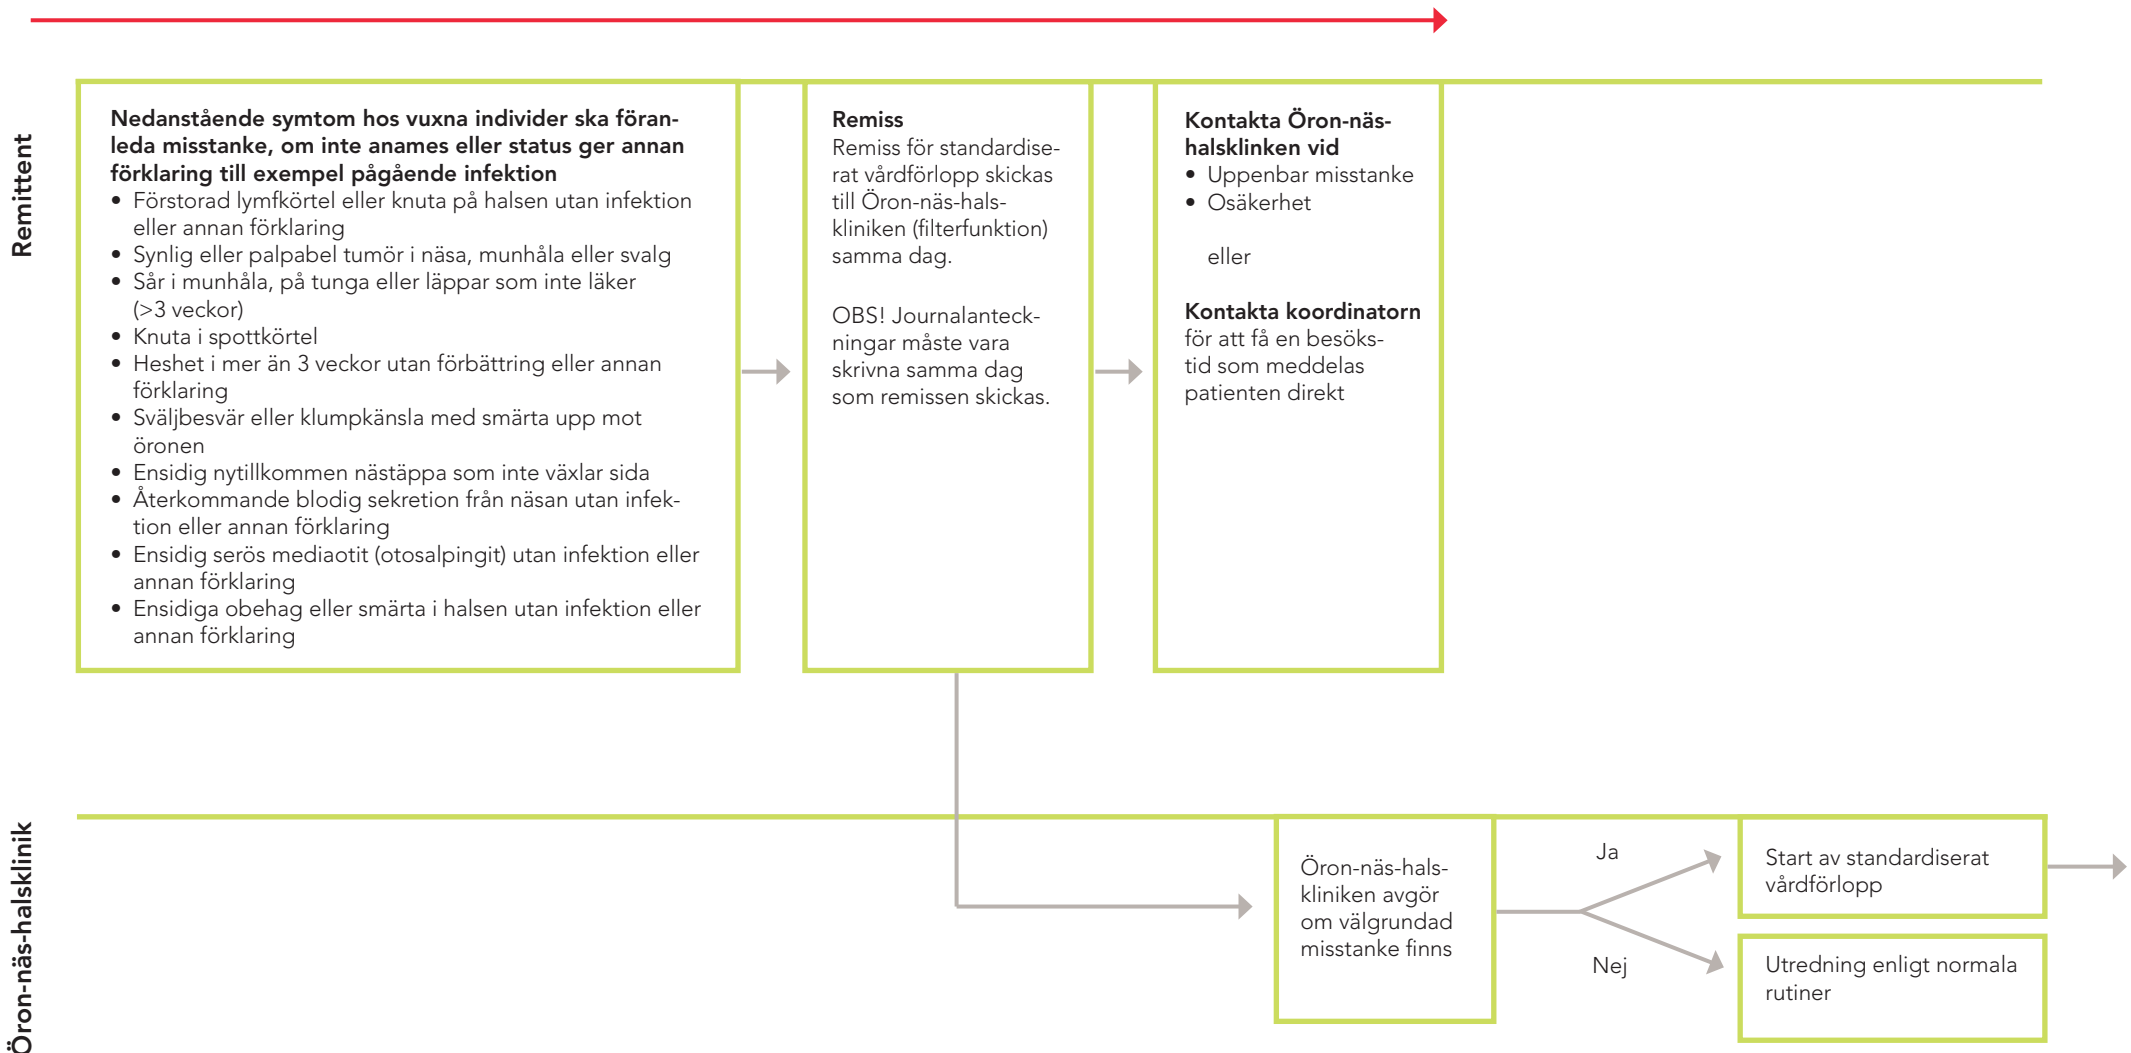 Remittent
Nedanstående symtom hos vuxna individer ska föran-
leda misstanke, om inte anames eller status ger annan
förklaring till exempel pågående infektion
• Förstorad lymfkörtel eller knuta på halsen utan infektion
eller annan förklaring
• Synlig eller palpabel tumör i näsa, munhåla eller svalg
• Sår i munhåla, på tunga eller läppar som inte läker
(>3 veckor)
• Knuta i spottkörtel
• Heshet i mer än 3 veckor utan förbättring eller annan
förklaring
• Sväljbesvär eller klumpkänsla med smärta upp mot
öronen
• Ensidig nytillkommen nästäppa som inte växlar sida
• Återkommande blodig sekretion från näsan utan infek-
tion eller annan förklaring
• Ensidig serös mediaotit (otosalpingit) utan infektion eller
annan förklaring
• Ensidiga obehag eller smärta i halsen utan infektion eller
annan förklaring
Remiss
Remiss för standardise-
rat vårdförlopp skickas
till Öron-näs-hals-
kliniken (filterfunktion)
samma dag.
OBS! Journalanteck-
ningar måste vara
skrivna samma dag
som remissen skickas.
Kontakta Öron-näs-
halsklinken vid
• Uppenbar misstanke
• Osäkerhet
eller
Kontakta koordinatorn
för att få en besöks-
tid som meddelas
patienten direkt
Öron-näs-halsklinik
Öron-näs-hals-
kliniken avgör
om välgrundad
misstanke finns
Ja
Nej
Start av standardiserat
vårdförlopp
Utredning enligt normala
rutiner